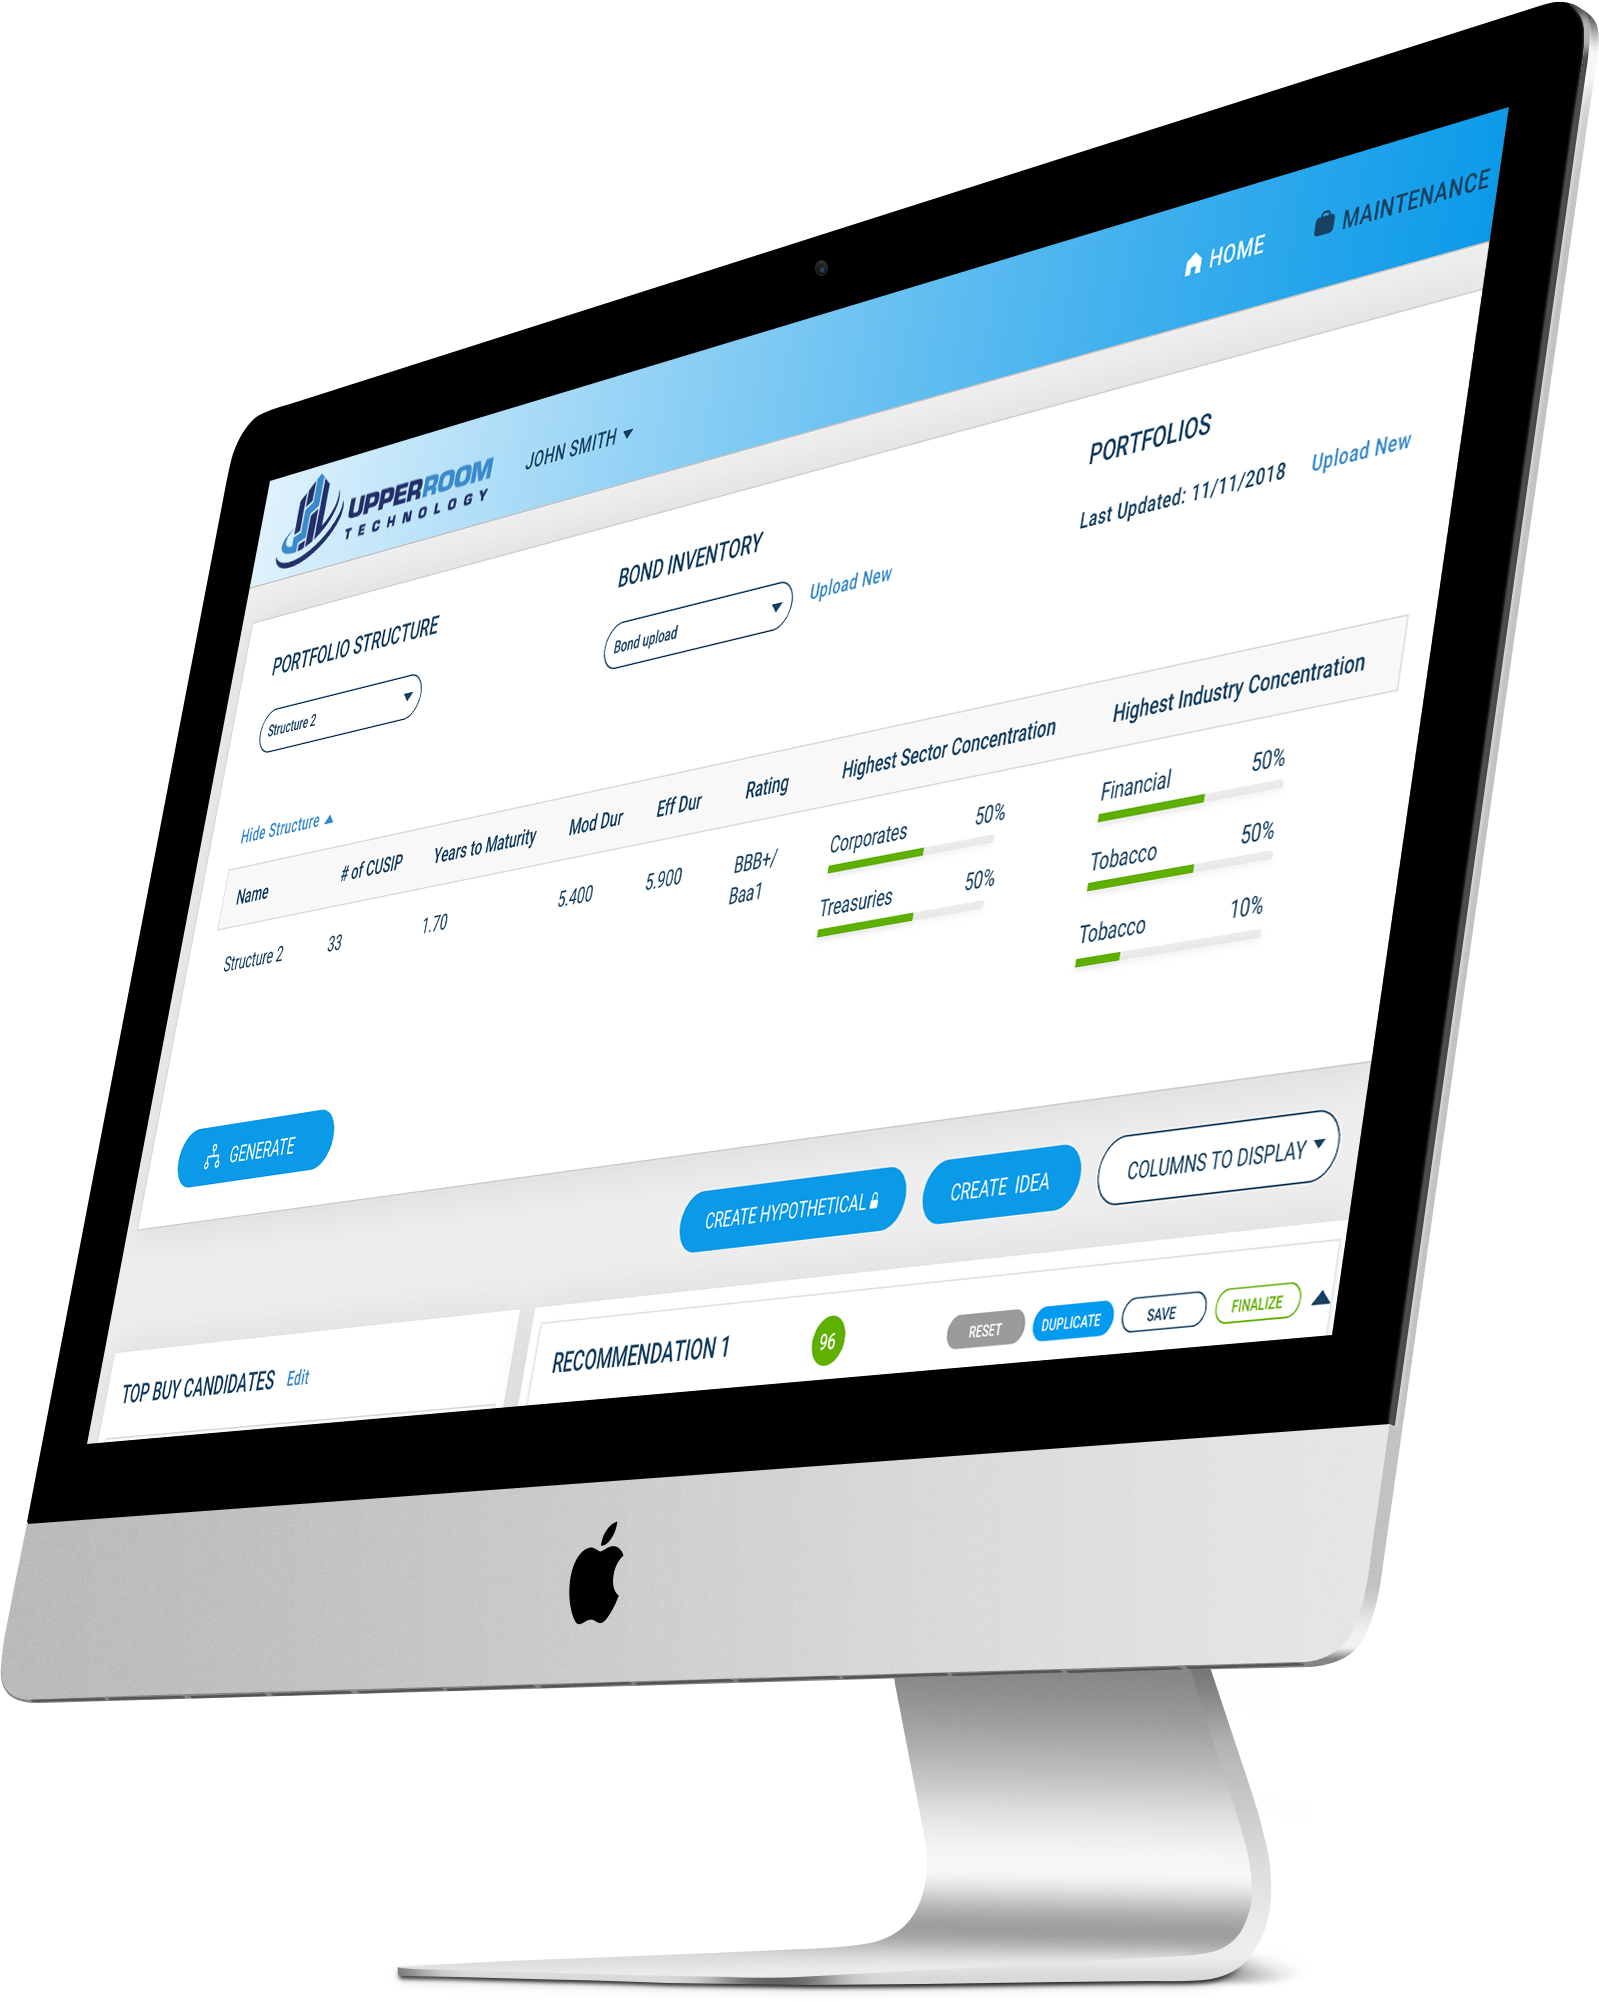 UPPERROOM
TECHNOLOGY
JOHN SMITH
HOME
MAINTENANCE
PORTFOLIO STRUCTURE
Structure 2
BOND INVENTORY
Bond upload
Upload New
PORTFOLIOS
Last Updated: 11/11/2018
Upload New
Hide Structure
Name
# of CUSIP
Years to Maturity
Mod Dur
Eff Dur
Rating
Highest Sector Concentration
Highest Industry Concentration
Structure 2
33
1.70
5.400
5.900
BBB+/
Baa1
Corporates 50%
Treasuries 50%
Financial 50%
Tobacco 50%
Tobacco 10%
GENERATE
CREATE HYPOTHETICAL
CREATE IDEA
COLUMNS TO DISPLAY
TOP BUY CANDIDATES Edit
RECOMMENDATION 1
96
RESET
DUPLICATE
SAVE
FINALIZE